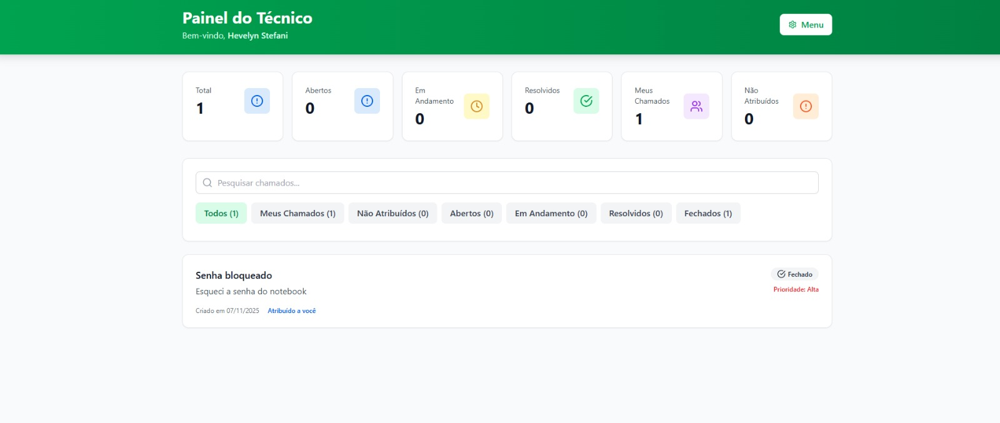 Painel do Técnico
Bem-vindo, Hevelyn Stefani
Menu
Total
1
Abertos
0
Em
Andamento
0
Resolvidos
0
Meus
Chamados
1
Não
Atribuídos
0
Pesquisar chamados...
Todos (1)
Meus Chamados (1)
Não Atribuídos (0)
Abertos (0)
Em Andamento (0)
Resolvidos (0)
Fechados (1)
Senha bloqueado
Fechado
Esqueci a senha do notebook
Prioridade: Alta
Criado em 07/11/2025
Atribuído a você